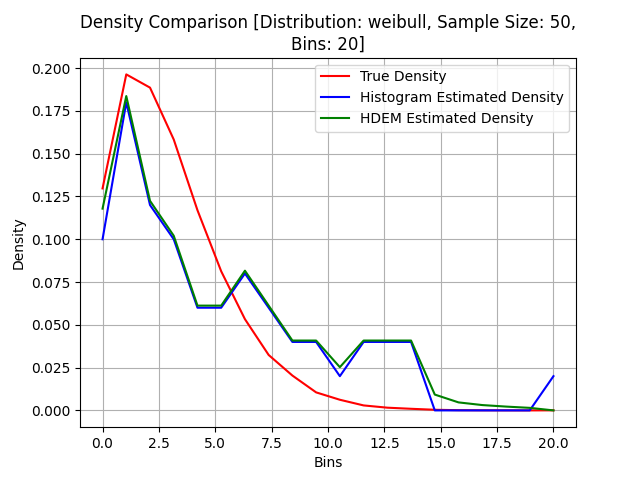 Density Comparison [Distribution: weibull, Sample Size: 50,
Bins: 20]
True Density
Histogram Estimated Density
HDEM Estimated Density
0.200
0.175
0.150
0.125
0.100
0.075
0.050
0.025
0.000
Density
0.0 2.5 5.0 7.5 10.0 12.5 15.0 17.5 20.0
Bins